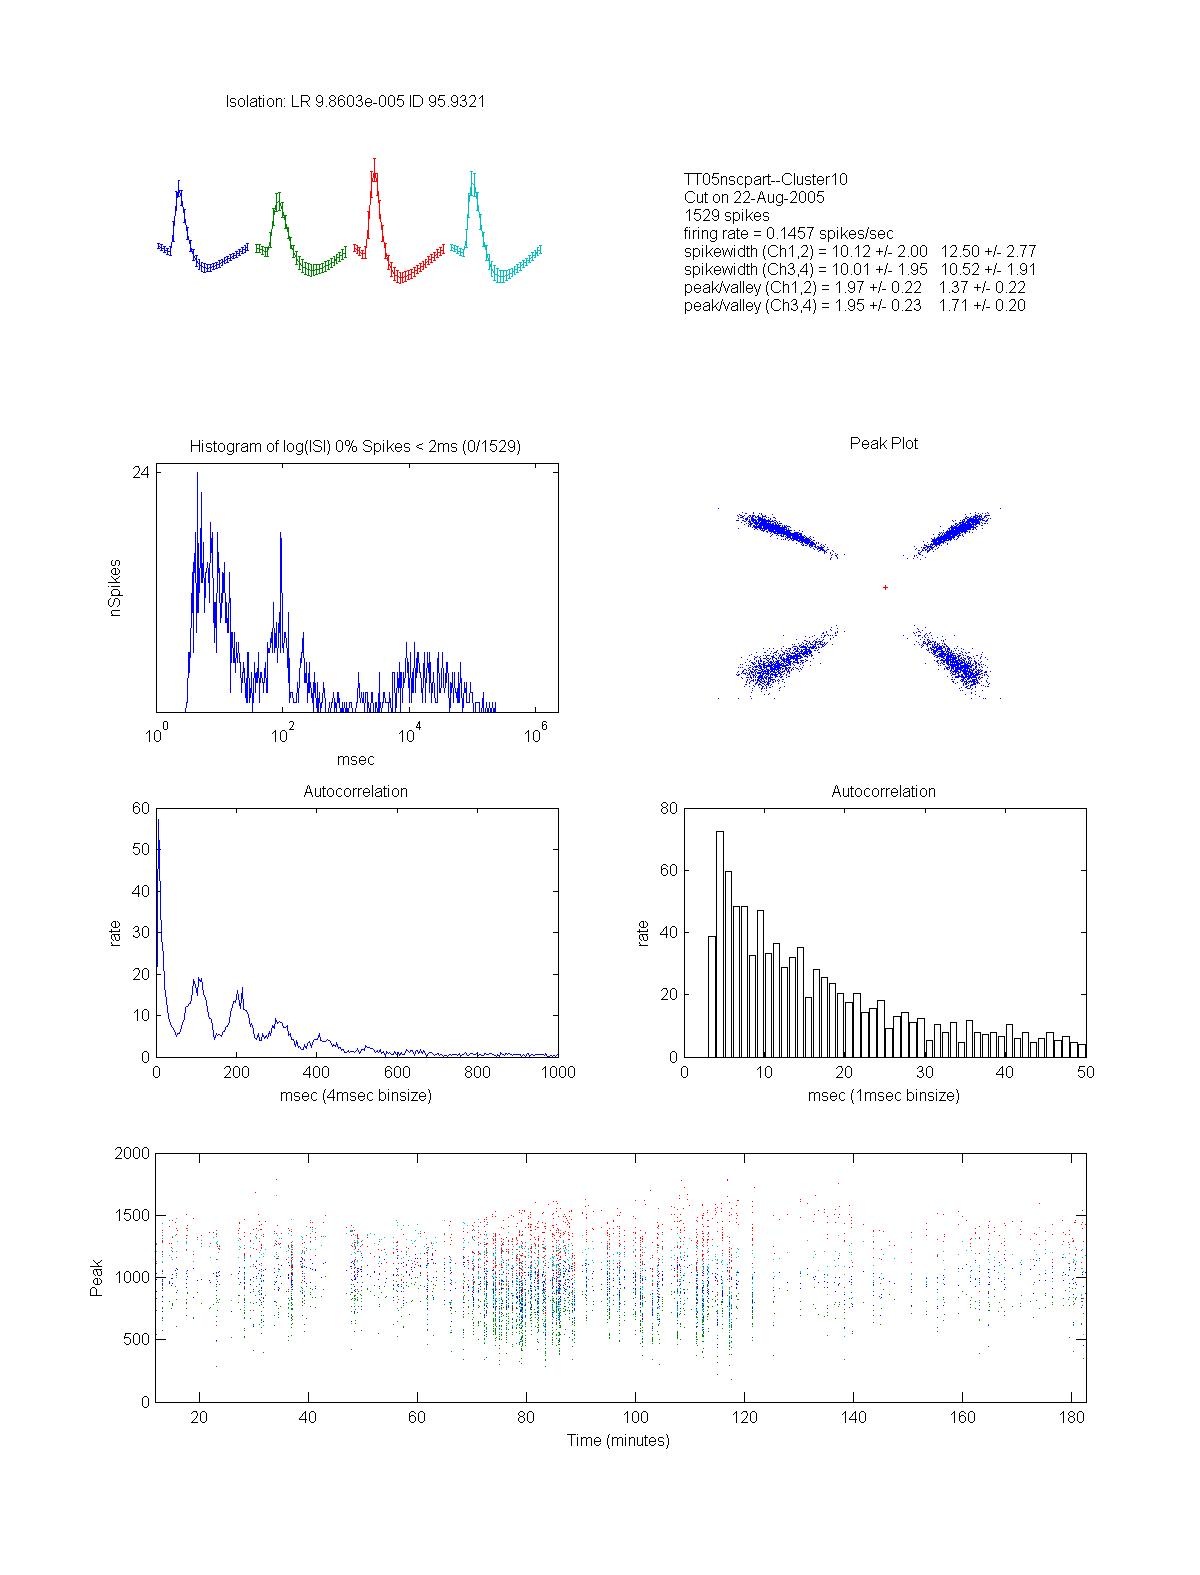 Isolation: LR 9.8603e-005 ID 95.9321
TT05nscpart--Cluster10
Cut on 22-Aug-2005
1529 spikes
firing rate = 0.1457 spikes/sec
spikewidth (Ch1,2) = 10.12 +/- 2.00 12.50 +/- 2.77
spikewidth (Ch3,4) = 10.01 +/- 1.95 10.52 +/- 1.91
peak/valley (Ch1,2) = 1.97 +/- 0.22 1.37 +/- 0.22
peak/valley (Ch3,4) = 1.95 +/- 0.23 1.71 +/- 0.20
Histogram of log(ISI) 0% Spikes < 2ms (0/1529)
24
nSpikes
10^0 10^2 10^4 10^6
msec
Peak Plot
Autocorrelation
60
50
40
30
20
10
0
rate
0 200 400 600 800 1000
msec (4msec binsize)
Autocorrelation
80
60
40
20
0
rate
0 10 20 30 40 50
msec (1msec binsize)
2000
1500
1000
500
0
Peak
20 40 60 80 100 120 140 160 180
Time (minutes)